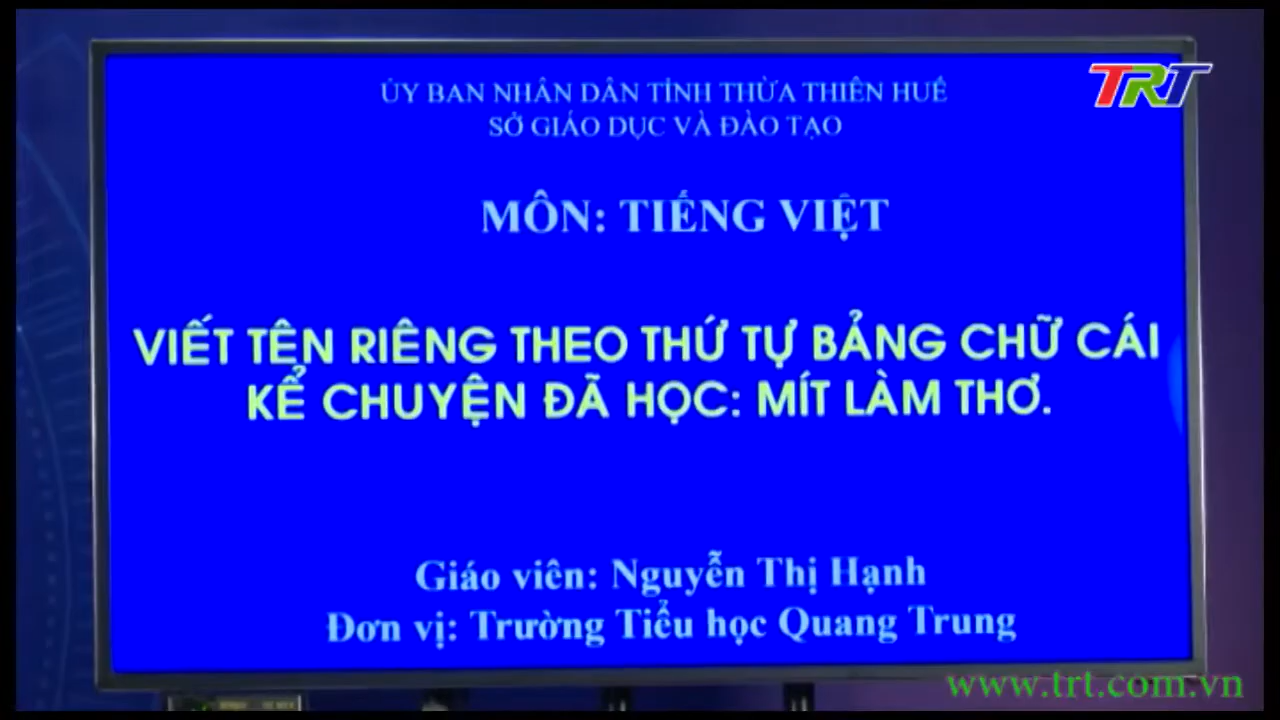 ỦY BAN NHÂN DÂN TỈNH THỪA THIÊN HUẾ
TRT
SỞ GIÁO DỤC VÀ ĐÀO TẠO
MÔN: TIẾNG VIỆT
VIẾT TÊN RIÊNG THEO THỨ TỰ BẢNG CHỮ CÁI
KỂ CHUYỆN ĐÃ HỌC: MÍT LÀM THƠ.
Giáo viên: Nguyễn Thị Hạnh
Đơn vị: Trường Tiểu học Quang Trung
www.trt.com.vn